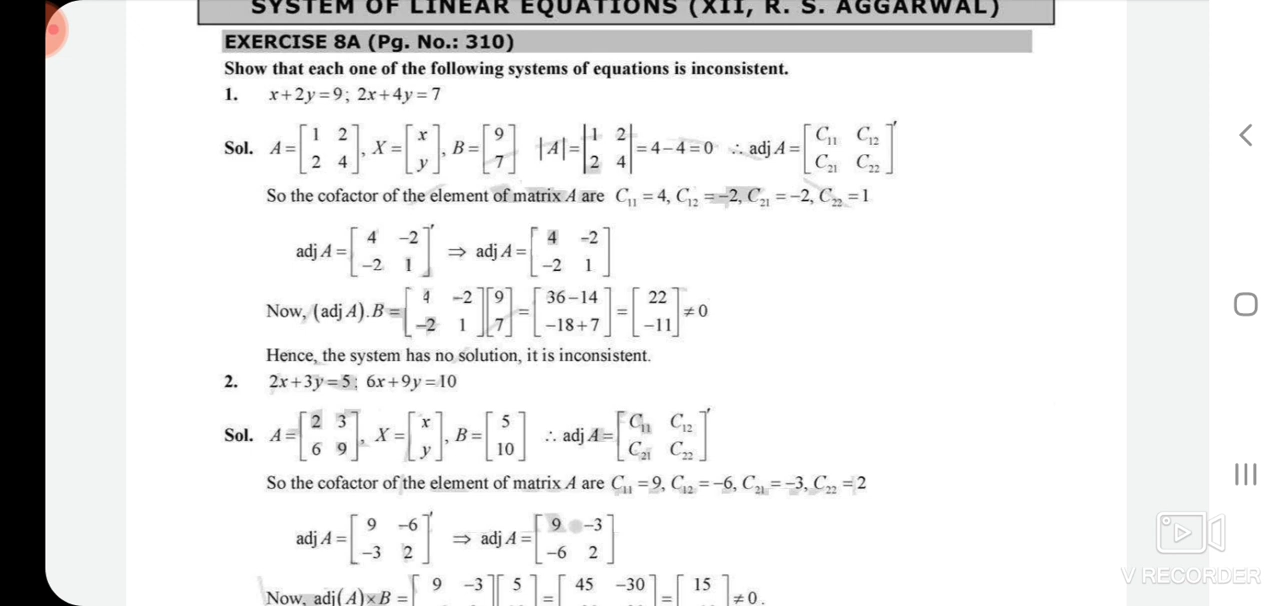 SYSTEM OF LINEAR EQUATIONS (XII, R. S. AGGARWAL)
EXERCISE 8A (Pg. No.: 310)
Show that each one of the following systems of equations is inconsistent.
1. x+2y=9; 2x+4y=7
Sol. A=[1 2; 2 4], X=[x; y], B=[9; 7] |A|=|1 2; 2 4|=4−4=0 ∴ adj A=[C₁₁ C₁₂; C₂₁ C₂₂]′
So the cofactor of the element of matrix A are C₁₁=4, C₁₂=−2, C₂₁=−2, C₂₂=1
adj A=[4 −2; −2 1]′ ⇒ adj A=[4 −2; −2 1]
Now, (adj A).B=[4 −2; −2 1][9; 7]=[36−14; −18+7]=[22; −11]≠0
Hence, the system has no solution, it is inconsistent.
2. 2x+3y=5; 6x+9y=10
Sol. A=[2 3; 6 9], X=[x; y], B=[5; 10] ∴ adj A=[C₁₁ C₁₂; C₂₁ C₂₂]′
So the cofactor of the element of matrix A are C₁₁=9, C₁₂=−6, C₂₁=−3, C₂₂=2
adj A=[9 −6; −3 2]′ ⇒ adj A=[9 −3; −6 2]
Now, adj(A)×B=[9 −3][5]=[45 −30]=[15]≠0.
V RECORDER